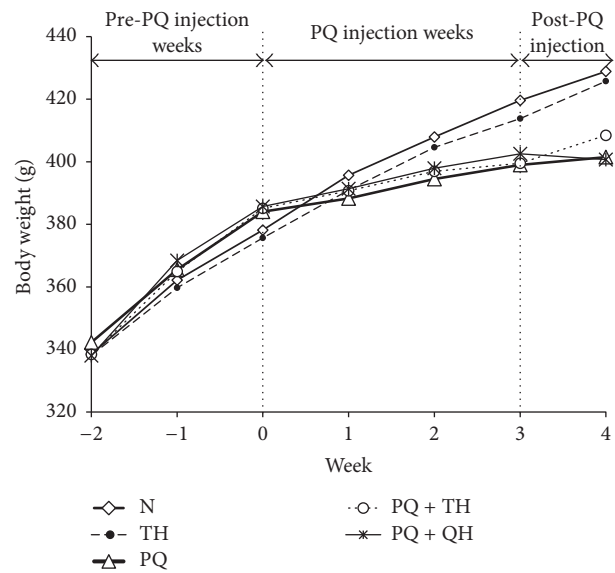 Pre-PQ injection
weeks
PQ injection weeks
Post-PQ
injection
440
420
400
380
360
340
320
Body weight (g)
−2
−1
0
1
2
3
4
Week
N
TH
PQ
PQ + TH
PQ + QH